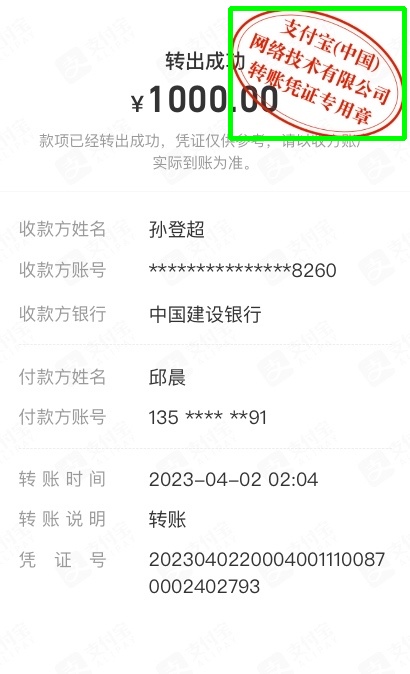 支付宝(中国)
网络技术有限公司
转账凭证专用章
转出成功
¥1000.00
款项已经转出成功，凭证仅供参考，请以收方账户
实际到账为准。
收款方姓名 孙登超
收款方账号 ***************8260
收款方银行 中国建设银行
付款方姓名 邱晨
付款方账号 135 **** **91
转账时间 2023-04-02 02:04
转账说明 转账
凭证号 2023040220004001110087
0002402793